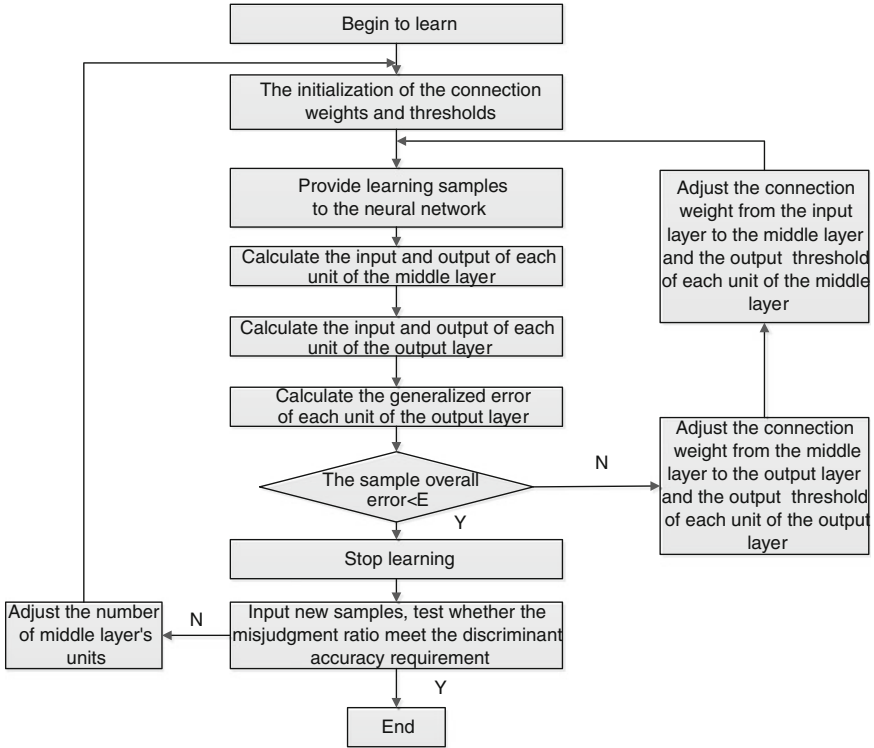 Begin to learn
The initialization of the connection
weights and thresholds
Provide learning samples
to the neural network
Calculate the input and output of each
unit of the middle layer
Calculate the input and output of each
unit of the output layer
Calculate the generalized error
of each unit of the output layer
The sample overall
error<E
N
Y
Adjust the connection
weight from the middle
layer to the output layer
and the output threshold
of each unit of the output
layer
Adjust the connection
weight from the input
layer to the middle layer
and the output threshold
of each unit of the middle
layer
Stop learning
Input new samples, test whether the
misjudgment ratio meet the discriminant
accuracy requirement
N
Adjust the number
of middle layer's
units
Y
End